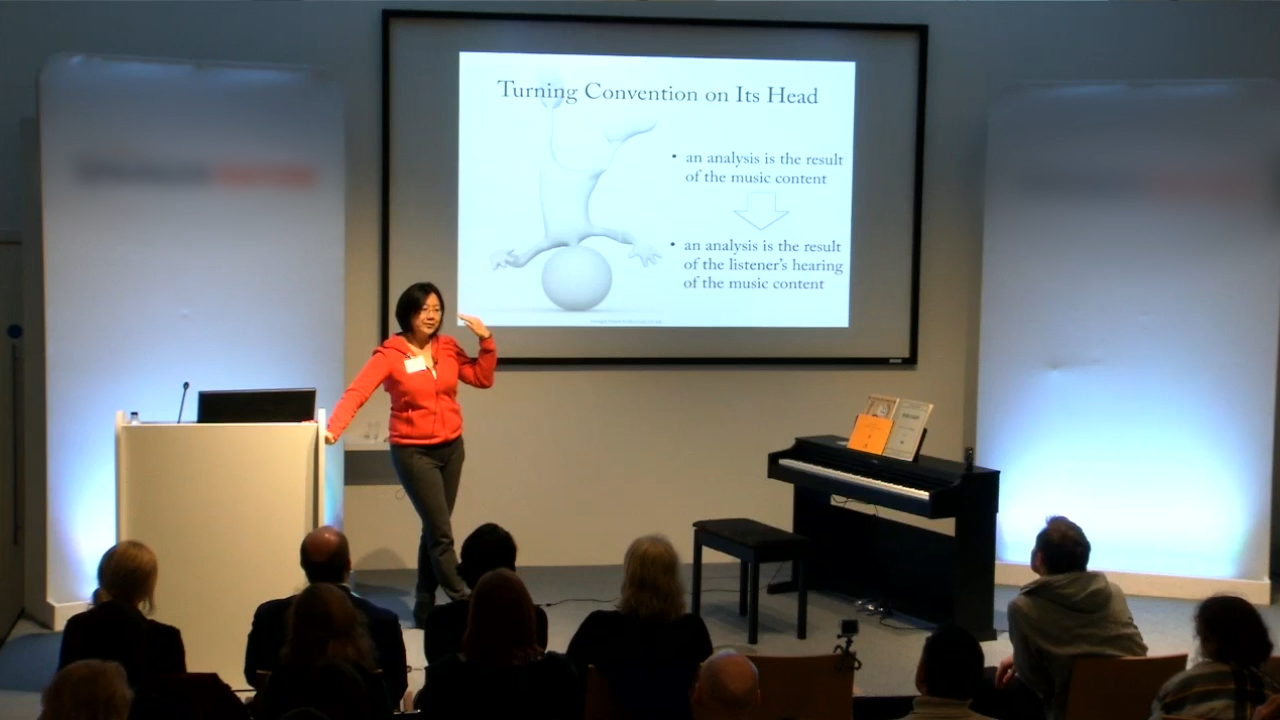 Turning Convention on Its Head
• an analysis is the result
of the music content
• an analysis is the result
of the listener's hearing
of the music content